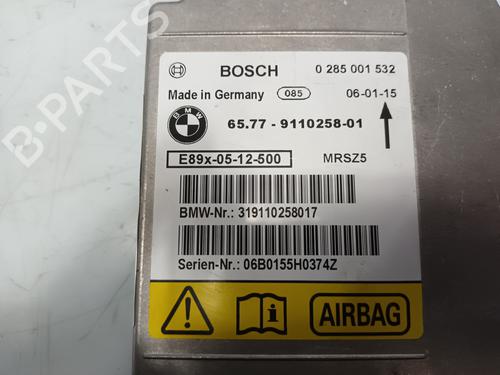 BOSCH 0 285 001 532
Made in Germany 085 06-01-15
BMW 65.77 - 9110258-01
E89x-05-12-500 MRSZ5
BMW-Nr.: 319110258017
Serien-Nr.: 06B0155H0374Z
AIRBAG
B-PARTS